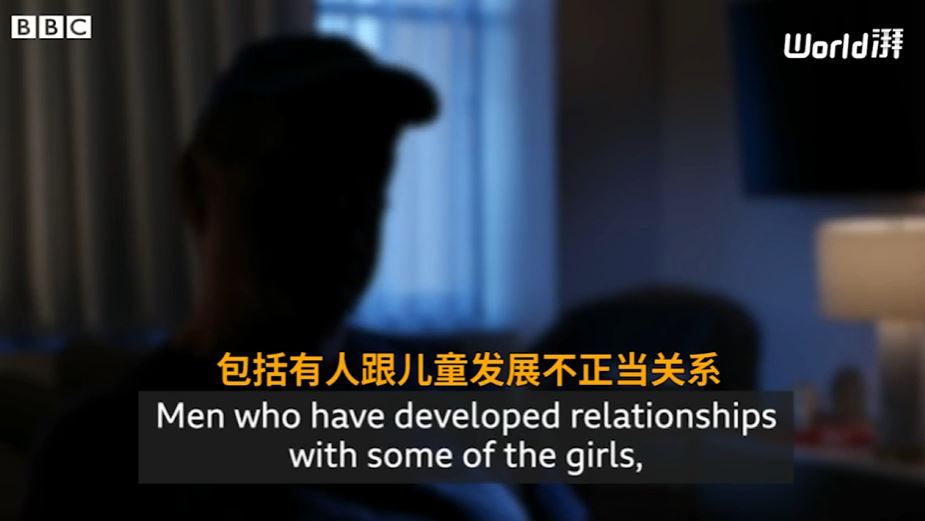 BBC
World湃
包括有人跟儿童发展不正当关系
Men who have developed relationships
with some of the girls,